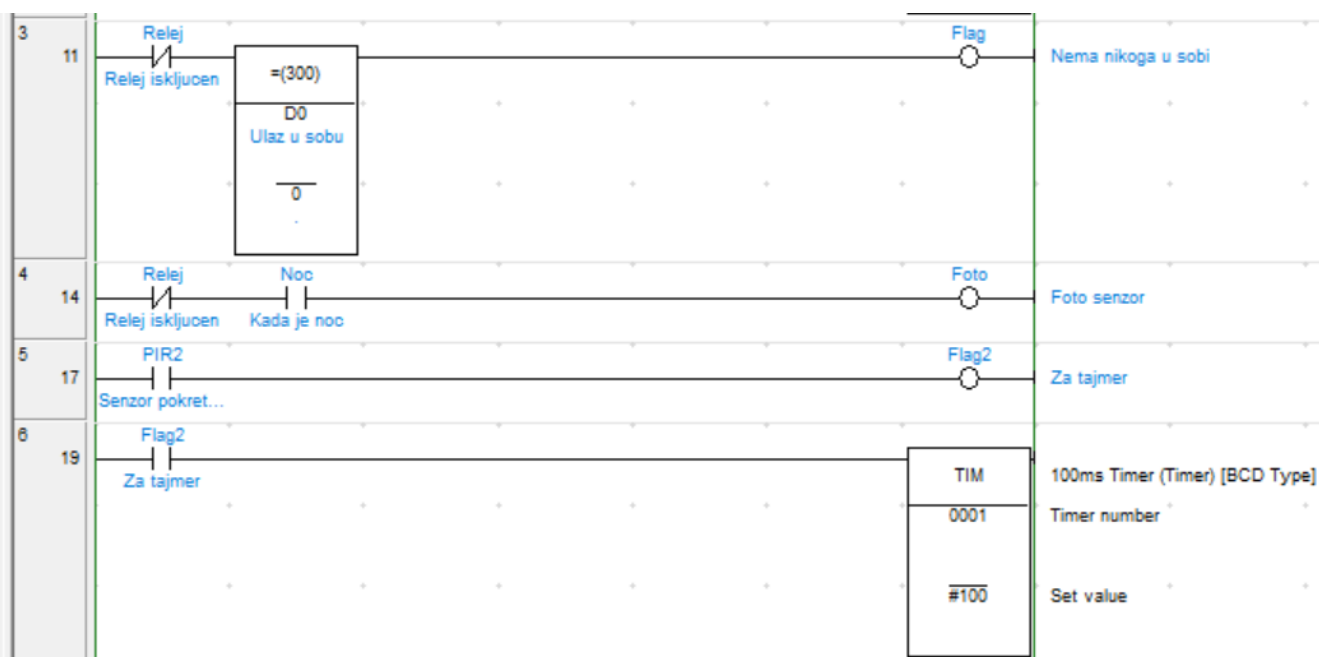 3
Relej
Flag
11
=(300)
Nema nikoga u sobi
Relej iskljucen
D0
Ulaz u sobu
0
4
Relej
Noc
Foto
14
Foto senzor
Relej iskljucen
Kada je noc
5
PIR2
Flag2
17
Za tajmer
Senzor pokret...
6
Flag2
19
Za tajmer
TIM
100ms Timer (Timer) [BCD Type]
0001
Timer number
#100
Set value